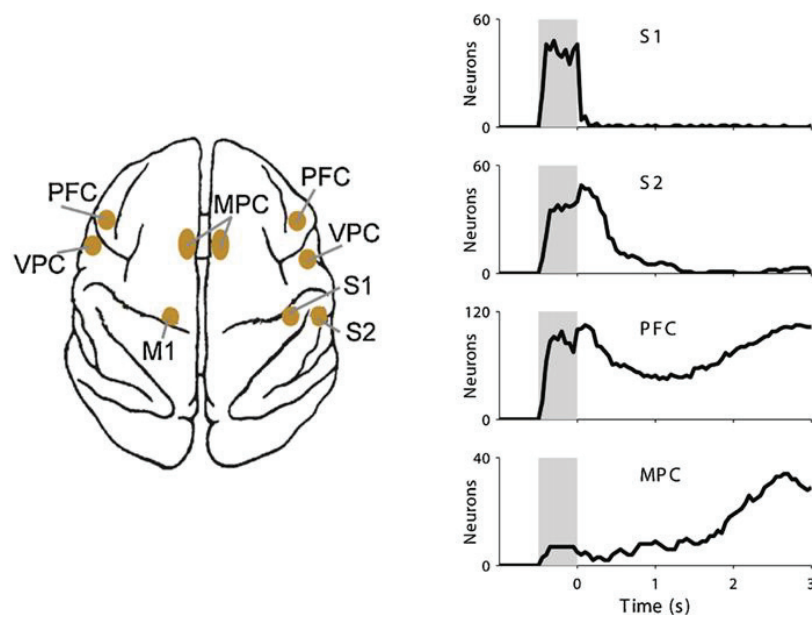 PFC
PFC
MPC
VPC
VPC
S1
M1
S2
60
S1
Neurons
0
60
S2
Neurons
0
120
PFC
Neurons
0
40
MPC
Neurons
0
0 1 2 3
Time (s)